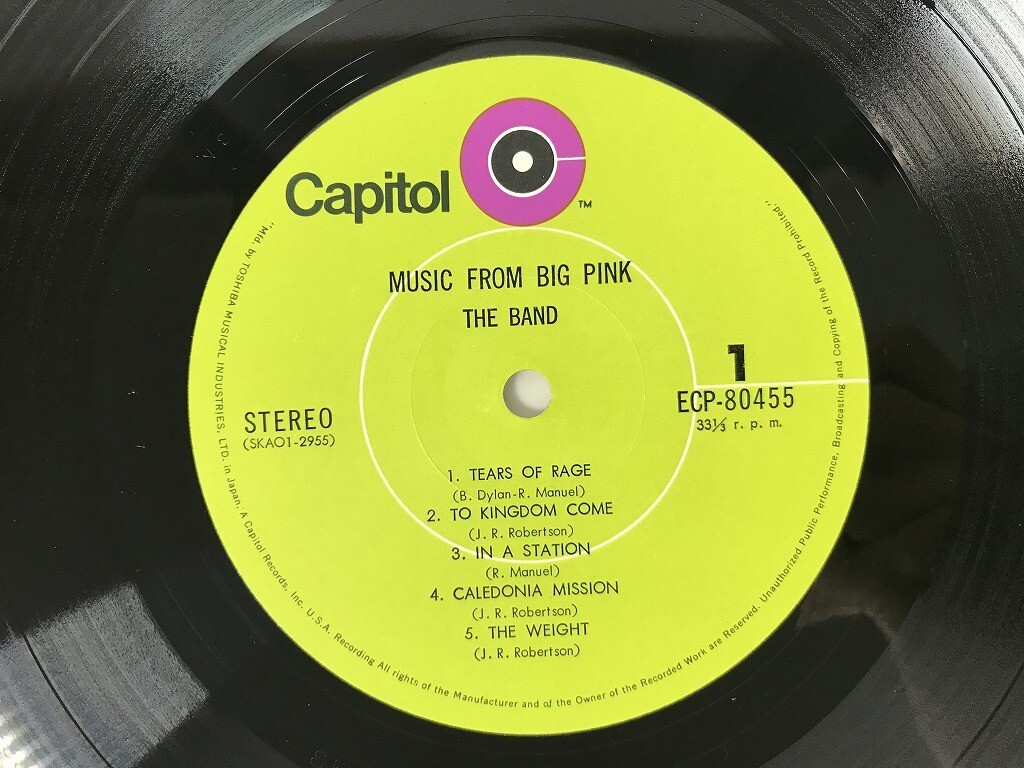 Capitol
TM
MUSIC FROM BIG PINK
THE BAND
1
ECP-80455
33⅓ r. p. m.
STEREO
(SKAO1-2955)
1. TEARS OF RAGE
(B. Dylan-R. Manuel)
2. TO KINGDOM COME
(J. R. Robertson)
3. IN A STATION
(R. Manuel)
4. CALEDONIA MISSION
(J. R. Robertson)
5. THE WEIGHT
(J. R. Robertson)
"Mfd. by TOSHIBA MUSICAL INDUSTRIES, LTD. in Japan. A Capitol Records, Inc. U.S.A. Recording All rights of the Manufacturer and of the Owner of the Recorded Work are Reserved. Unauthorized Public Performance, Broadcasting and Copying of the Record Prohibited."